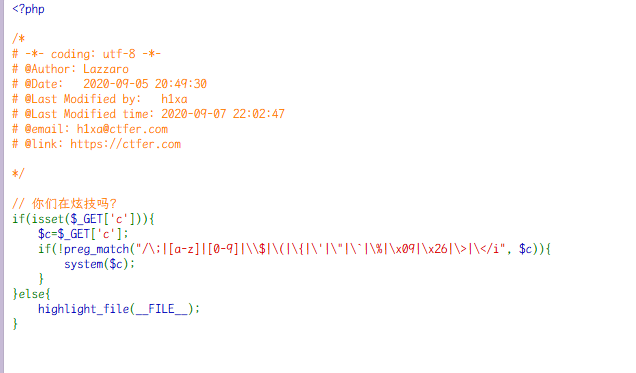 <?php

/*
# -*- coding: utf-8 -*-
# @Author: Lazzaro
# @Date:   2020-09-05 20:49:30
# @Last Modified by:   h1xa
# @Last Modified time: 2020-09-07 22:02:47
# @email: h1xa@ctfer.com
# @link: https://ctfer.com

*/

// 你们在炫技吗?
if(isset($_GET['c'])){
    $c=$_GET['c'];
    if(!preg_match("/\;|[a-z]|[0-9]|\\$|\(|\{|\'|\"|\`|\%|\x09|\x26|\>|\</i", $c)){
        system($c);
    }
}else{
    highlight_file(__FILE__);
}